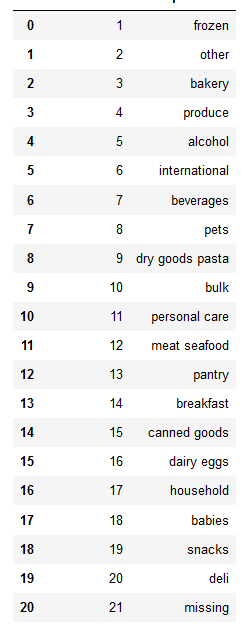 0 1 frozen
1 2 other
2 3 bakery
3 4 produce
4 5 alcohol
5 6 international
6 7 beverages
7 8 pets
8 9 dry goods pasta
9 10 bulk
10 11 personal care
11 12 meat seafood
12 13 pantry
13 14 breakfast
14 15 canned goods
15 16 dairy eggs
16 17 household
17 18 babies
18 19 snacks
19 20 deli
20 21 missing